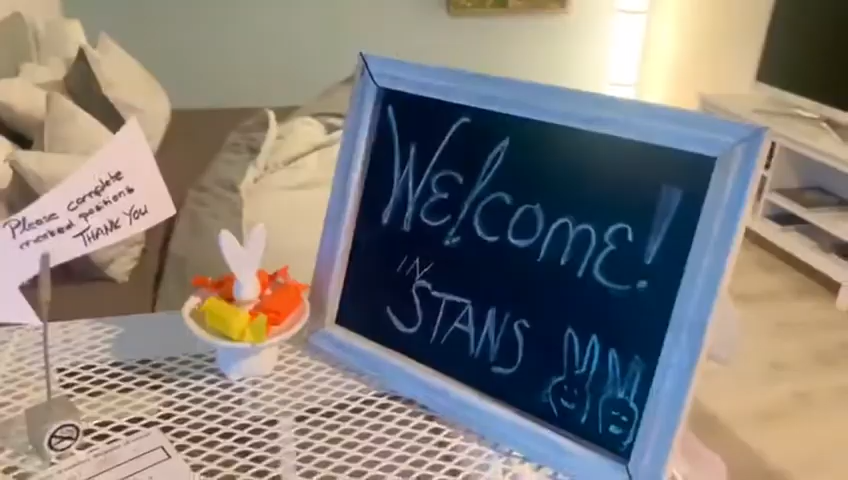 Please complete
marked positions
THANK YOU
WElcomE!
IN
STANS